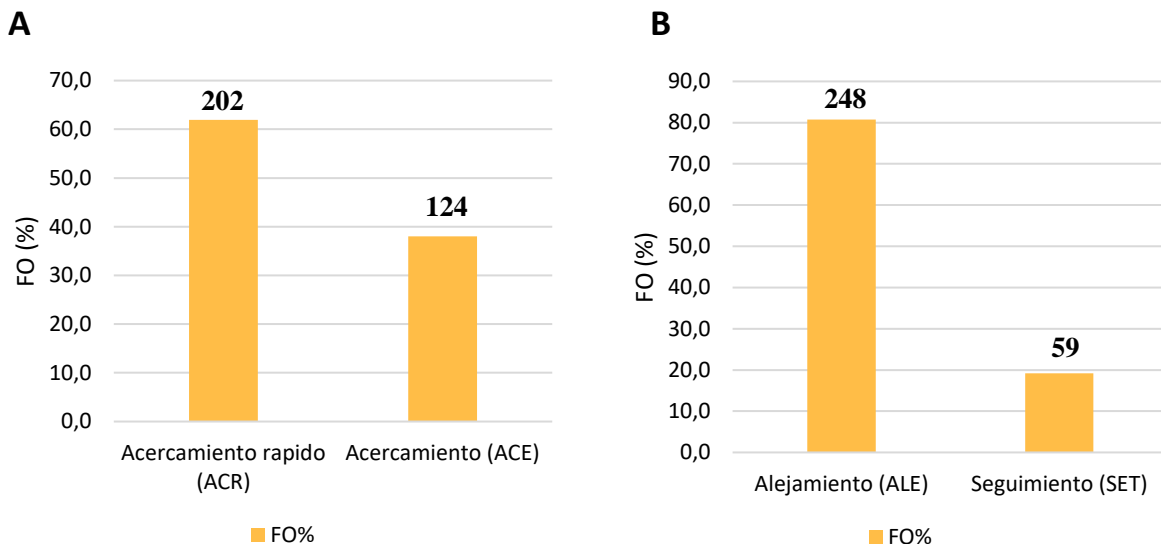 A
FO (%)
70,0
60,0
50,0
40,0
30,0
20,0
10,0
0,0
202
124
Acercamiento rapido
(ACR)
Acercamiento (ACE)
FO%
B
FO (%)
90,0
80,0
70,0
60,0
50,0
40,0
30,0
20,0
10,0
0,0
248
59
Alejamiento (ALE)
Seguimiento (SET)
FO%